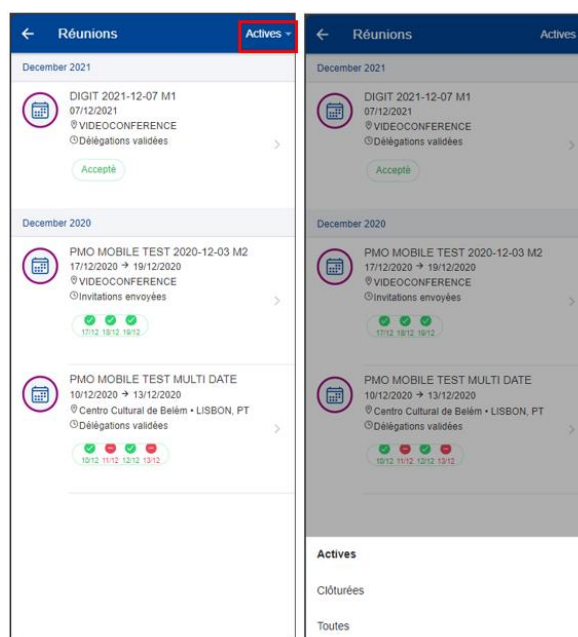 Réunions
Actives
December 2021
DIGIT 2021-12-07 M1
07/12/2021
VIDEOCONFERENCE
Délégations validées
Accepté
December 2020
PMO MOBILE TEST 2020-12-03 M2
17/12/2020 → 19/12/2020
VIDEOCONFERENCE
Invitations envoyées
17/12 18/12 19/12
PMO MOBILE TEST MULTI DATE
10/12/2020 → 13/12/2020
Centro Cultural de Belém • LISBON, PT
Délégations validées
10/12 11/12 12/12 13/12
Réunions
Actives
December 2021
DIGIT 2021-12-07 M1
07/12/2021
VIDEOCONFERENCE
Délégations validées
Accepté
December 2020
PMO MOBILE TEST 2020-12-03 M2
17/12/2020 → 19/12/2020
VIDEOCONFERENCE
Invitations envoyées
17/12 18/12 19/12
PMO MOBILE TEST MULTI DATE
10/12/2020 → 13/12/2020
Centro Cultural de Belém • LISBON, PT
Délégations validées
10/12 11/12 12/12 13/12
Actives
Clôturées
Toutes